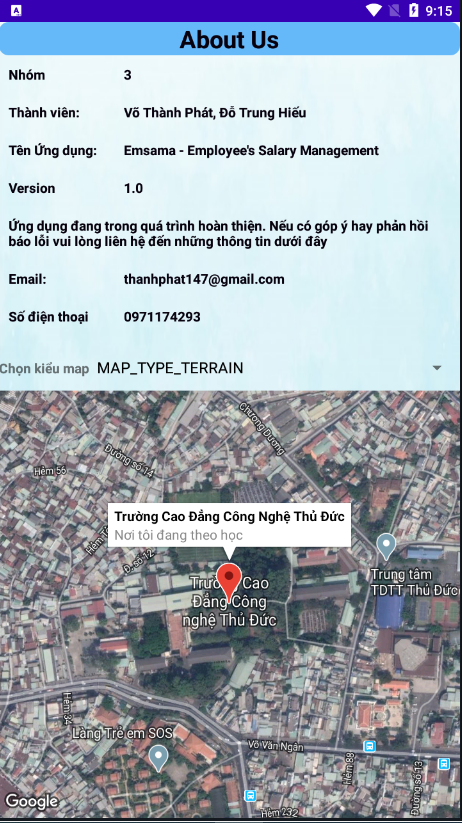 A
9:15
About Us
Nhóm 3
Thành viên: Võ Thành Phát, Đỗ Trung Hiếu
Tên Ứng dụng: Emsama - Employee's Salary Management
Version 1.0
Ứng dụng đang trong quá trình hoàn thiện. Nếu có góp ý hay phản hồi
báo lỗi vui lòng liên hệ đến những thông tin dưới đây
Email: thanhphat147@gmail.com
Số điện thoại 0971174293
Chọn kiểu map MAP_TYPE_TERRAIN
Chương Dương
Đường số 14
Hẻm 56
Trường Cao Đẳng Công Nghệ Thủ Đức
Nơi tôi đang theo học
Đ. số 12
Trung tâm
TDTT Thủ Đức
Trường Cao
Đẳng Công
nghệ Thủ Đức
Hẻm 34
Làng Trẻ em SOS
Võ Văn Ngân
Hẻm 88
Đường số 13
Hẻm 232
Google